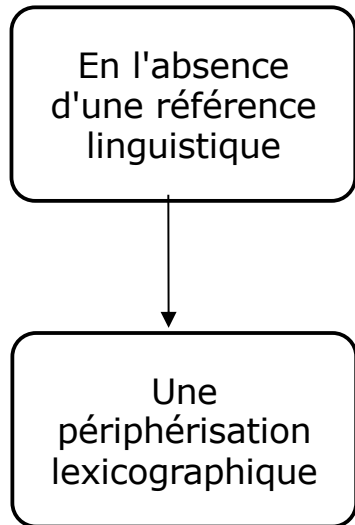 En l'absence
d'une référence
linguistique
Une
périphérisation
lexicographique